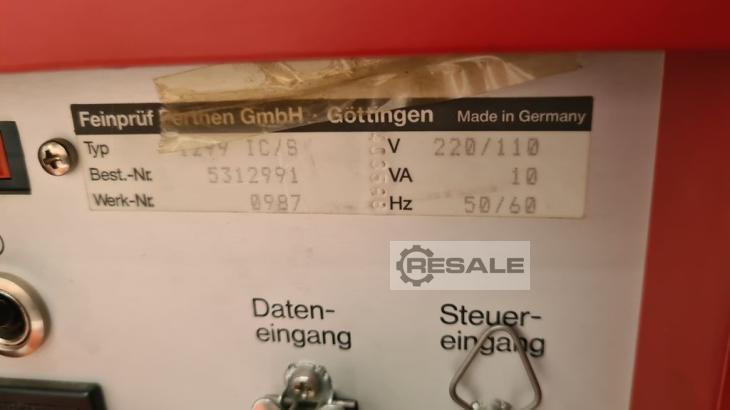 Feinprüf Perthen GmbH · Göttingen Made in Germany
Typ IC/S V 220/110
Best.-Nr. 5312991 VA 10
Werk-Nr. 0987 Hz 50/60
RESALE
Daten-
eingang
Steuer-
eingang